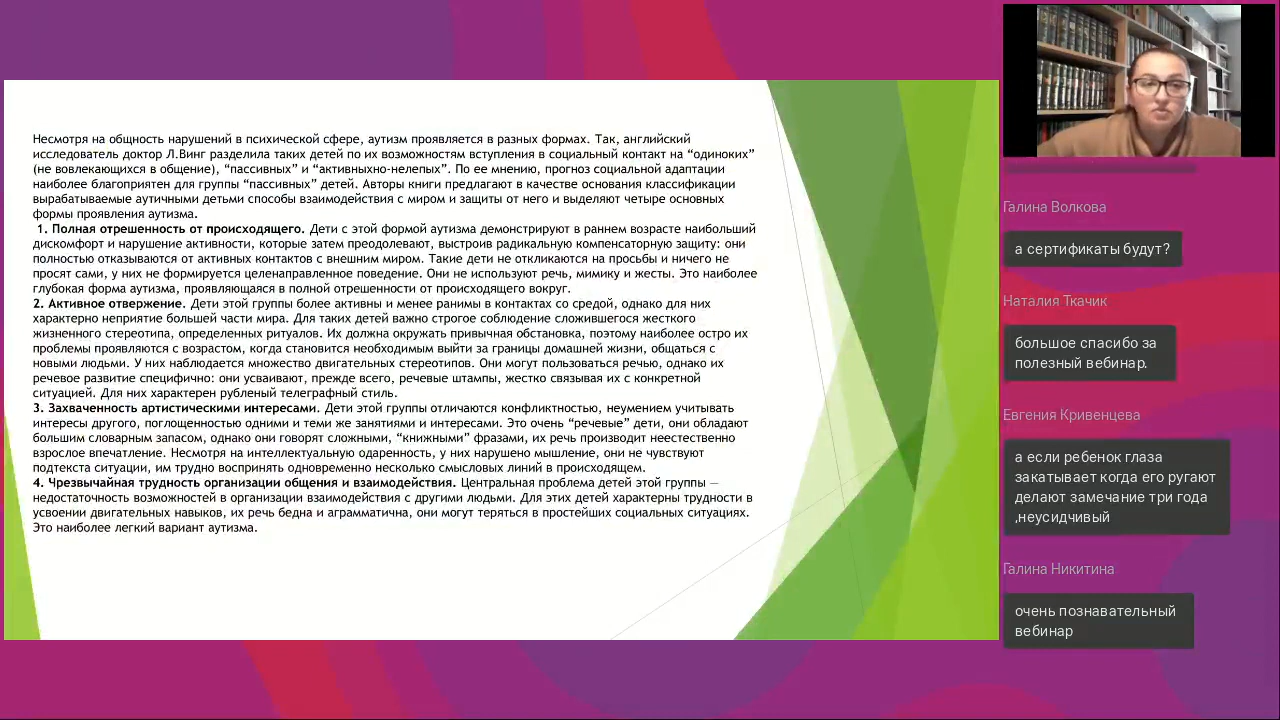 Несмотря на общность нарушений в психической сфере, аутизм проявляется в разных формах. Так, английский
исследователь доктор Л.Винг разделила таких детей по их возможностям вступления в социальный контакт на “одиноких”
(не вовлекающихся в общение), “пассивных” и “активныхно-нелепых”. По ее мнению, прогноз социальной адаптации
наиболее благоприятен для группы “пассивных” детей. Авторы книги предлагают в качестве основания классификации
вырабатываемые аутичными детьми способы взаимодействия с миром и защиты от него и выделяют четыре основных
формы проявления аутизма.
1. Полная отрешенность от происходящего. Дети с этой формой аутизма демонстрируют в раннем возрасте наибольший
дискомфорт и нарушение активности, которые затем преодолевают, выстроив радикальную компенсаторную защиту: они
полностью отказываются от активных контактов с внешним миром. Такие дети не откликаются на просьбы и ничего не
просят сами, у них не формируется целенаправленное поведение. Они не используют речь, мимику и жесты. Это наиболее
глубокая форма аутизма, проявляющаяся в полной отрешенности от происходящего вокруг.
2. Активное отвержение. Дети этой группы более активны и менее ранимы в контактах со средой, однако для них
характерно неприятие большей части мира. Для таких детей важно строгое соблюдение сложившегося жесткого
жизненного стереотипа, определенных ритуалов. Их должна окружать привычная обстановка, поэтому наиболее остро их
проблемы проявляются с возрастом, когда становится необходимым выйти за границы домашней жизни, общаться с
новыми людьми. У них наблюдается множество двигательных стереотипов. Они могут пользоваться речью, однако их
речевое развитие специфично: они усваивают, прежде всего, речевые штампы, жестко связывая их с конкретной
ситуацией. Для них характерен рубленый телеграфный стиль.
3. Захваченность артистическими интересами. Дети этой группы отличаются конфликтностью, неумением учитывать
интересы другого, поглощенностью одними и теми же занятиями и интересами. Это очень “речевые” дети, они обладают
большим словарным запасом, однако они говорят сложными, “книжными” фразами, их речь производит неестественно
взрослое впечатление. Несмотря на интеллектуальную одаренность, у них нарушено мышление, они не чувствуют
подтекста ситуации, им трудно воспринять одновременно несколько смысловых линий в происходящем.
4. Чрезвычайная трудность организации общения и взаимодействия. Центральная проблема детей этой группы —
недостаточность возможностей в организации взаимодействия с другими людьми. Для этих детей характерны трудности в
усвоении двигательных навыков, их речь бедна и аграмматична, они могут теряться в простейших социальных ситуациях.
Это наиболее легкий вариант аутизма.
Галина Волкова
а сертификаты будут?
Наталия Ткачик
большое спасибо за
полезный вебинар.
Евгения Кривенцева
а если ребенок глаза
закатывает когда его ругают
делают замечание три года
,неусидчивый
Галина Никитина
очень познавательный
вебинар